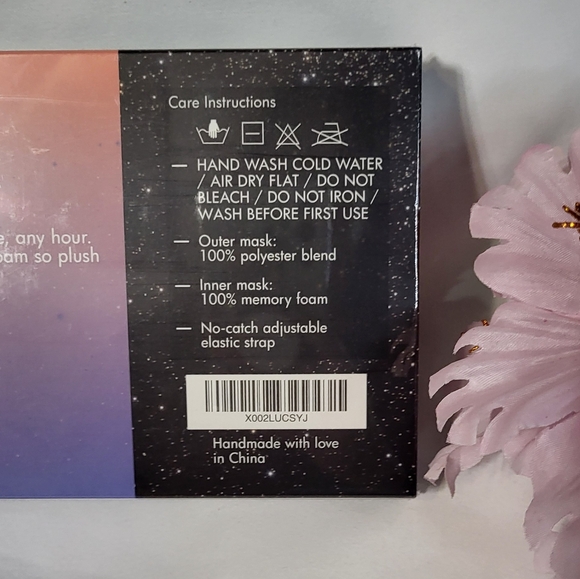 Care Instructions
— HAND WASH COLD WATER
/ AIR DRY FLAT / DO NOT
BLEACH / DO NOT IRON /
WASH BEFORE FIRST USE
, any hour.
so plush
— Outer mask:
100% polyester blend
— Inner mask:
100% memory foam
— No-catch adjustable
elastic strap
X002LUCSYJ
Handmade with love
in China